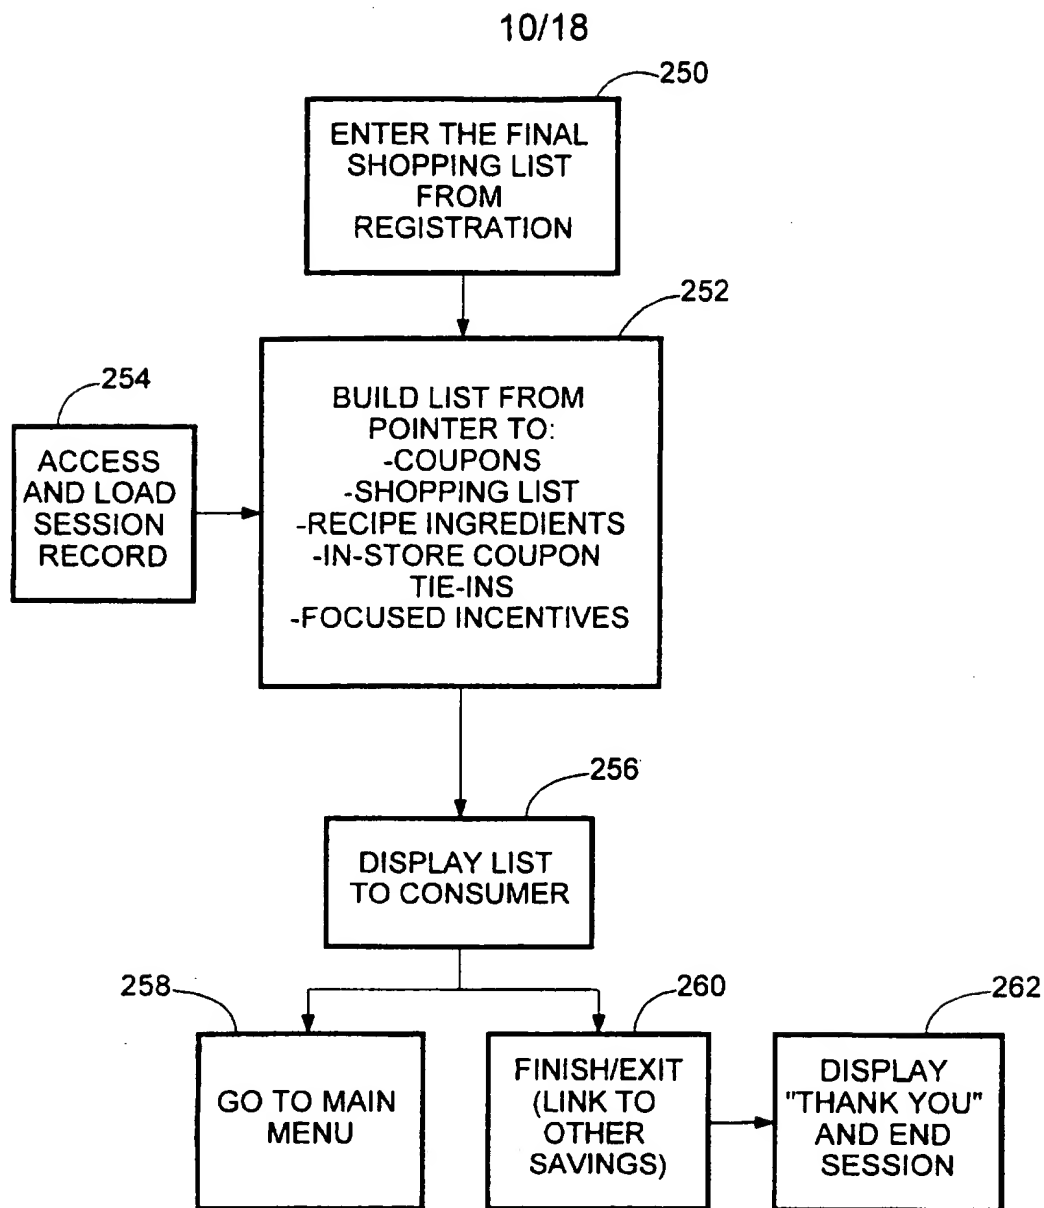 10/18
250
ENTER THE FINAL
SHOPPING LIST
FROM
REGISTRATION
252
BUILD LIST FROM
POINTER TO:
-COUPONS
-SHOPPING LIST
-RECIPE INGREDIENTS
-IN-STORE COUPON
TIE-INS
-FOCUSED INCENTIVES
254
ACCESS
AND LOAD
SESSION
RECORD
256
DISPLAY LIST
TO CONSUMER
258
GO TO MAIN
MENU
260
FINISH/EXIT
(LINK TO
OTHER
SAVINGS)
262
DISPLAY
"THANK YOU"
AND END
SESSION